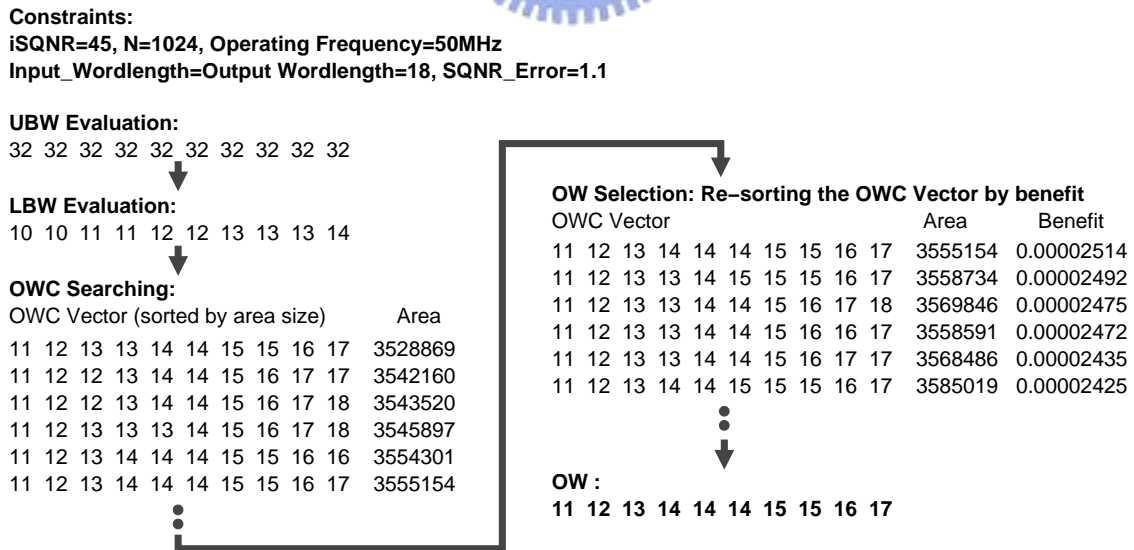 Constraints:
iSQNR=45, N=1024, Operating Frequency=50MHz
Input_Wordlength=Output Wordlength=18, SQNR_Error=1.1
UBW Evaluation:
32 32 32 32 32 32 32 32 32 32
LBW Evaluation:
10 10 11 11 12 12 13 13 13 14
OWC Searching:
OWC Vector (sorted by area size) Area
11 12 13 13 14 14 15 15 16 17 3528869
11 12 12 13 14 14 15 16 17 17 3542160
11 12 12 13 14 14 15 16 17 18 3543520
11 12 13 13 13 14 15 16 17 18 3545897
11 12 13 14 14 14 15 15 16 16 3554301
11 12 13 14 14 14 15 15 16 17 3555154
OW Selection: Re−sorting the OWC Vector by benefit
OWC Vector Area Benefit
11 12 13 14 14 14 15 15 16 17 3555154 0.00002514
11 12 13 13 14 15 15 15 16 17 3558734 0.00002492
11 12 13 13 14 14 15 16 17 18 3569846 0.00002475
11 12 13 13 14 14 15 16 16 17 3558591 0.00002472
11 12 13 13 14 14 15 16 17 17 3568486 0.00002435
11 12 13 14 14 15 15 15 16 17 3585019 0.00002425
OW :
11 12 13 14 14 14 15 15 16 17